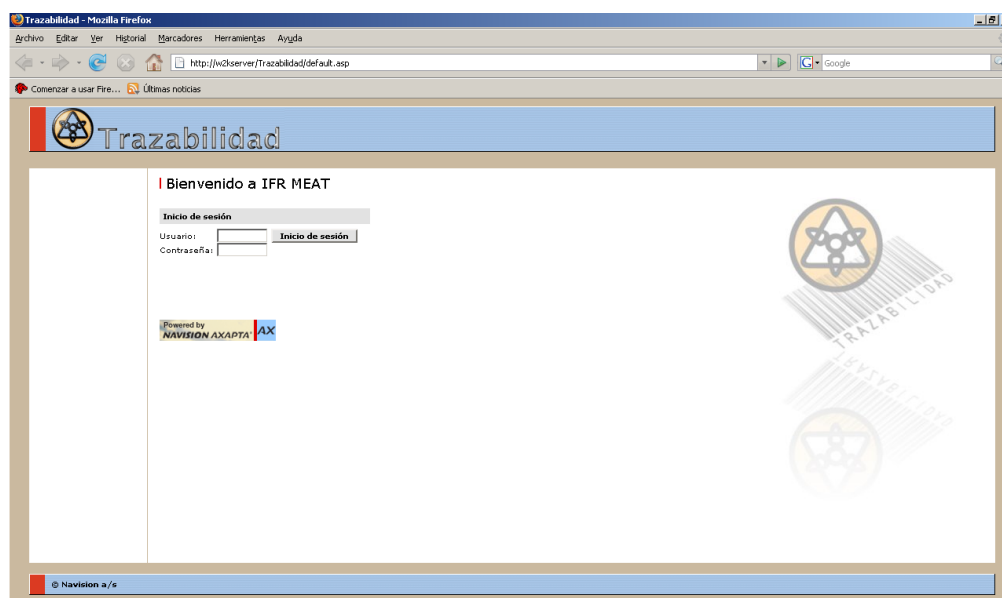 Trazabilidad - Mozilla Firefox
Archivo Editar Ver Historial Marcadores Herramientas Ayuda
http://w2kserver/Trazabilidad/default.asp
Google
Comenzar a usar Fire... Últimas noticias
Trazabilidad
Bienvenido a IFR MEAT
Inicio de sesión
Usuario: Inicio de sesión
Contraseña:
Powered by
NAVISION AXAPTA® AX
TRAZABILIDAD
TRAZABILIDAD
© Navision a/s